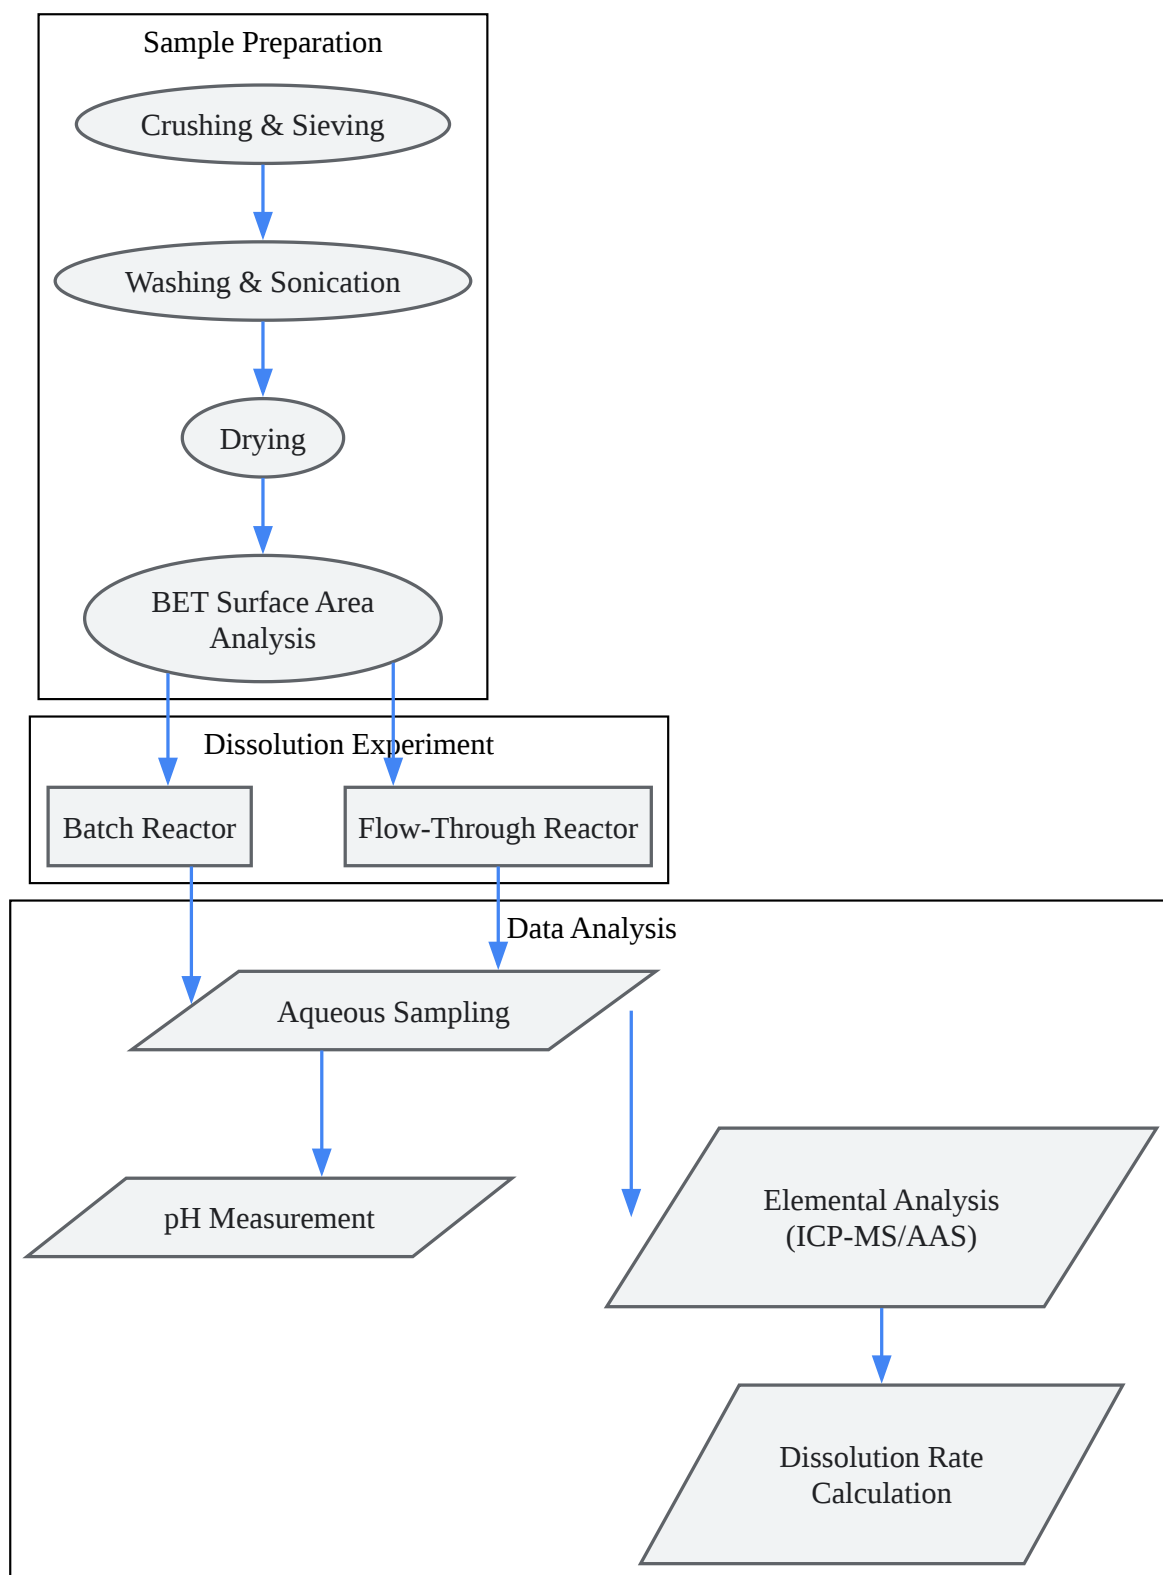 Sample Preparation
Crushing & Sieving
Washing & Sonication
Drying
BET Surface Area
Analysis
Dissolution Experiment
Batch Reactor
Flow-Through Reactor
Data Analysis
Aqueous Sampling
pH Measurement
Elemental Analysis
(ICP-MS/AAS)
Dissolution Rate
Calculation